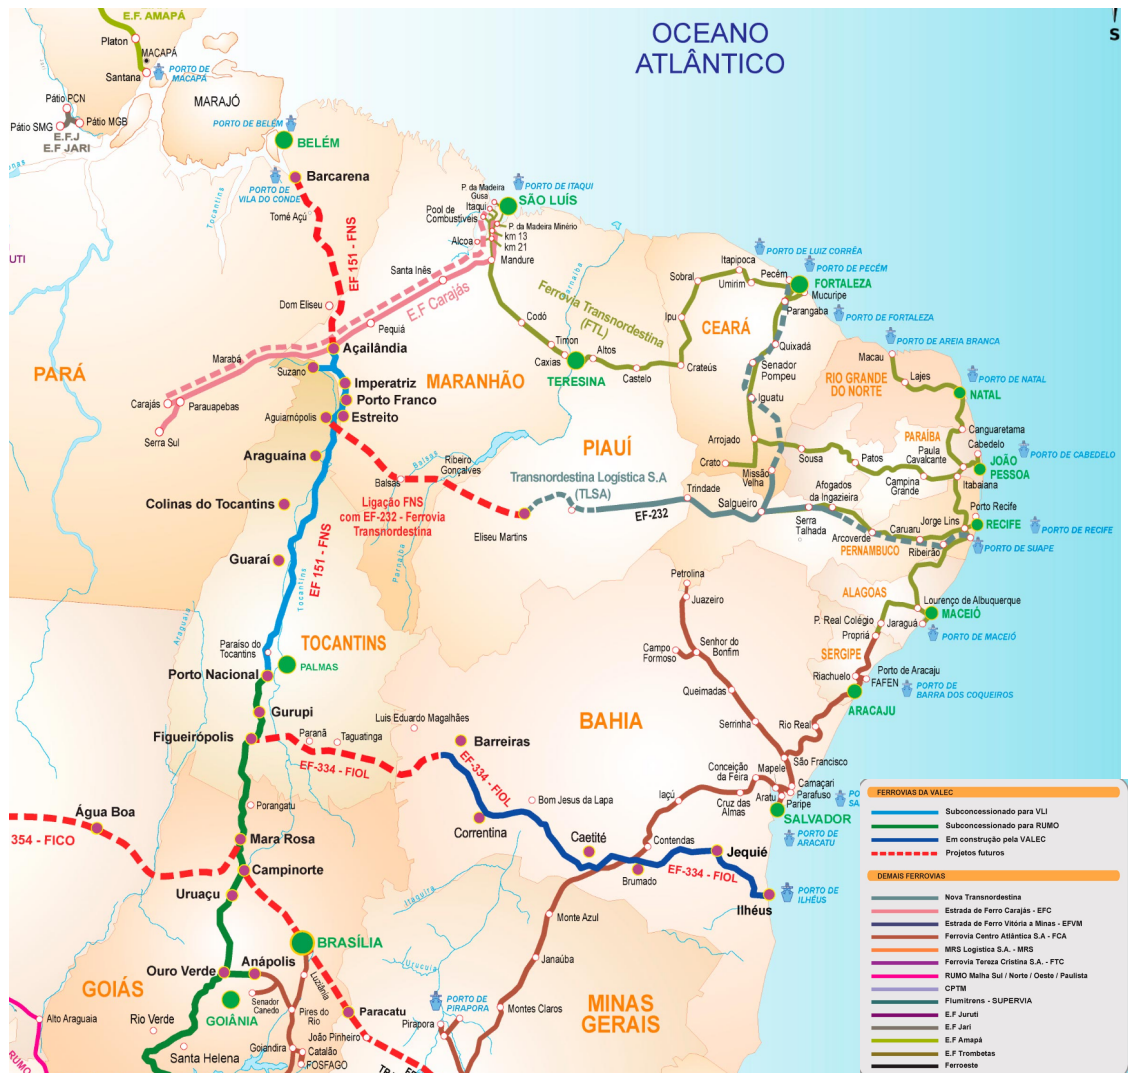 E.F. AMAPÁ
Platon
MACAPÁ
Santana
PORTO DE
MACAPÁ
Pátio PCN
Pátio SMG
Pátio MGB
E.F.J
E.F JARI
MARAJÓ
PORTO DE BELÉM
BELÉM
Barcarena
PORTO DE
VILA DO CONDE
Tomé Açú
Tocantins
EF 151 - FNS
OCEANO
ATLÂNTICO
S
P. da Madeira
Gusa
Itaqui
Pool de
Combustíveis
Alcoa
PORTO DE ITAQUI
SÃO LUÍS
P. da Madeira Minério
km 13
km 21
Mandure
Santa Inês
E.F Carajás
Pequiá
Dom Eliseu
Açailândia
Marabá
Suzano
Carajás
Parauapebas
Serra Sul
PARÁ
UTI
Imperatriz
Porto Franco
Estreito
Aguiarnópolis
MARANHÃO
Parnaíba
Ferrovia Transnordestina
(FTL)
Codó
Timon
Caxias
Altos
TERESINA
Castelo
Crateús
Ipu
Sobral
Itapipoca
Umirim
Pecém
PORTO DE LUIZ CORRÊA
PORTO DE PECÉM
FORTALEZA
Mucuripe
Parangaba
PORTO DE FORTALEZA
CEARÁ
Quixadá
Senador
Pompeu
Iguatu
Arrojado
Crato
Missão
Velha
PORTO DE AREIA BRANCA
Macau
Lajes
RIO GRANDE
DO NORTE
PORTO DE NATAL
NATAL
Canguaretama
PARAÍBA
Paula
Cavalcante
Cabedelo
PORTO DE CABEDELO
JOÃO
PESSOA
Itabaiana
Sousa
Patos
Campina
Grande
Araguaína
Colinas do Tocantins
Guaraí
EF 151 - FNS
Tocantins
Araguaia
Balsas
Balsas
Ribeiro
Gonçalves
Ligação FNS
com EF-232 - Ferrovia
Transnordestina
Parnaíba
Eliseu Martins
PIAUÍ
Transnordestina Logística S.A
(TLSA)
EF-232
Trindade
Salgueiro
Afogados
da Ingazieira
Serra
Talhada
Arcoverde
Caruaru
Jorge Lins
Porto Recife
RECIFE
PORTO DE RECIFE
PORTO DE SUAPE
PERNAMBUCO
Ribeirão
ALAGOAS
Lourenço de Albuquerque
MACEIÓ
PORTO DE MACEIÓ
P. Real Colégio
Jaraguá
Propriá
SERGIPE
Riachuelo
Porto de Aracaju
FAFEN
PORTO DE
BARRA DOS COQUEIROS
ARACAJU
Petrolina
Juazeiro
Senhor do
Bonfim
Campo
Formoso
Queimadas
Serrinha
Rio Real
São Francisco
BAHIA
TOCANTINS
Paraíso do
Tocantins
PALMAS
Porto Nacional
Gurupi
Figueirópolis
Paranã
Taguatinga
Luis Eduardo Magalhães
EF-334 - FIOL
Barreiras
EF-334 - FIOL
Correntina
Bom Jesus da Lapa
Caetité
Brumado
Contendas
EF-334 - FIOL
Jequié
Ilhéus
PORTO DE
ILHÉUS
Conceição
da Feira
Mapele
Camaçari
Parafuso
Paripe
Aratu
Cruz das
Almas
Iaçú
SALVADOR
PORTO DE
ARACATU
PO
SA
Porangatu
Água Boa
354 - FICO
Mara Rosa
Campinorte
Uruaçu
BRASÍLIA
Ouro Verde
Anápolis
GOIÁS
GOIÂNIA
Senador
Canedo
Luziânia
Pires do
Rio
Paracatu
João Pinheiro
Goiandira
Catalão
FOSFAGO
Rio Verde
Santa Helena
Alto Araguaia
RUMO
Itaguira
Urucuia
PORTO DE
PIRAPORA
Pirapora
Monte Azul
Janaúba
Montes Claros
MINAS
GERAIS
FERROVIAS DA VALEC
Subconcessionado para VLI
Subconcessionado para RUMO
Em construção pela VALEC
Projetos futuros
DEMAIS FERROVIAS
Nova Transnordestina
Estrada de Ferro Carajás - EFC
Estrada de Ferro Vitória a Minas - EFVM
Ferrovia Centro Atlântica S.A - FCA
MRS Logística S.A. - MRS
Ferrovia Tereza Cristina S.A. - FTC
RUMO Malha Sul / Norte / Oeste / Paulista
CPTM
Flumitrens - SUPERVIA
E.F Juruti
E.F Jari
E.F Amapá
E.F Trombetas
Ferroeste